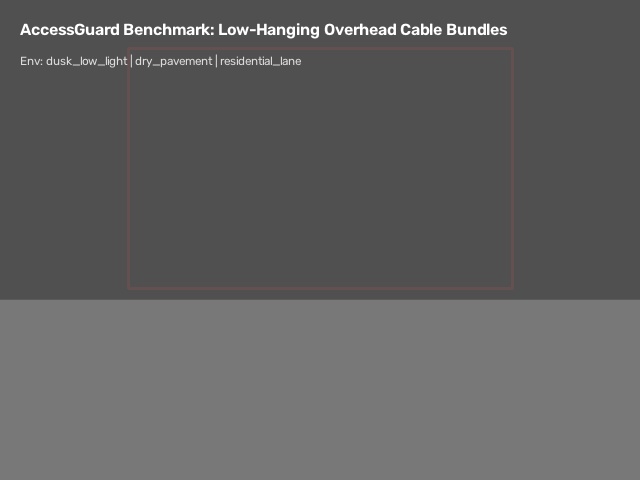 AccessGuard Benchmark: Low-Hanging Overhead Cable Bundles
Env: dusk_low_light | dry_pavement | residential_lane